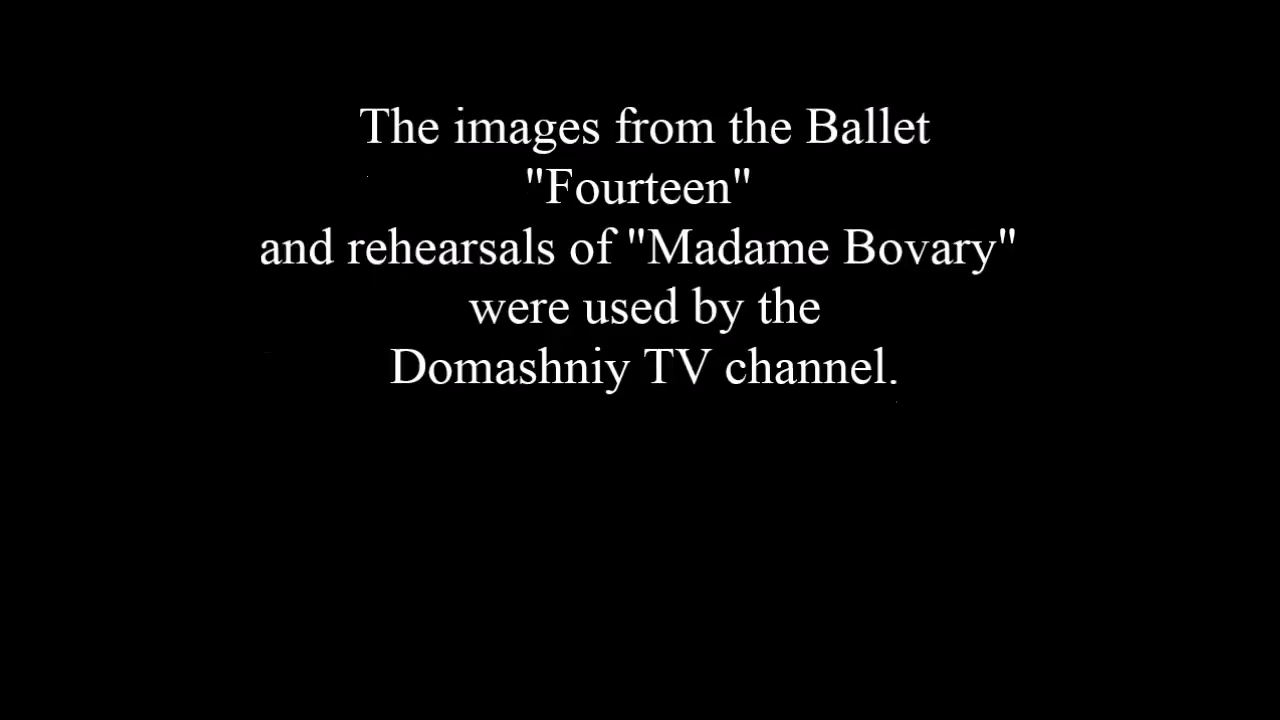 The images from the Ballet
"Fourteen"
and rehearsals of "Madame Bovary"
were used by the
Domashniy TV channel.